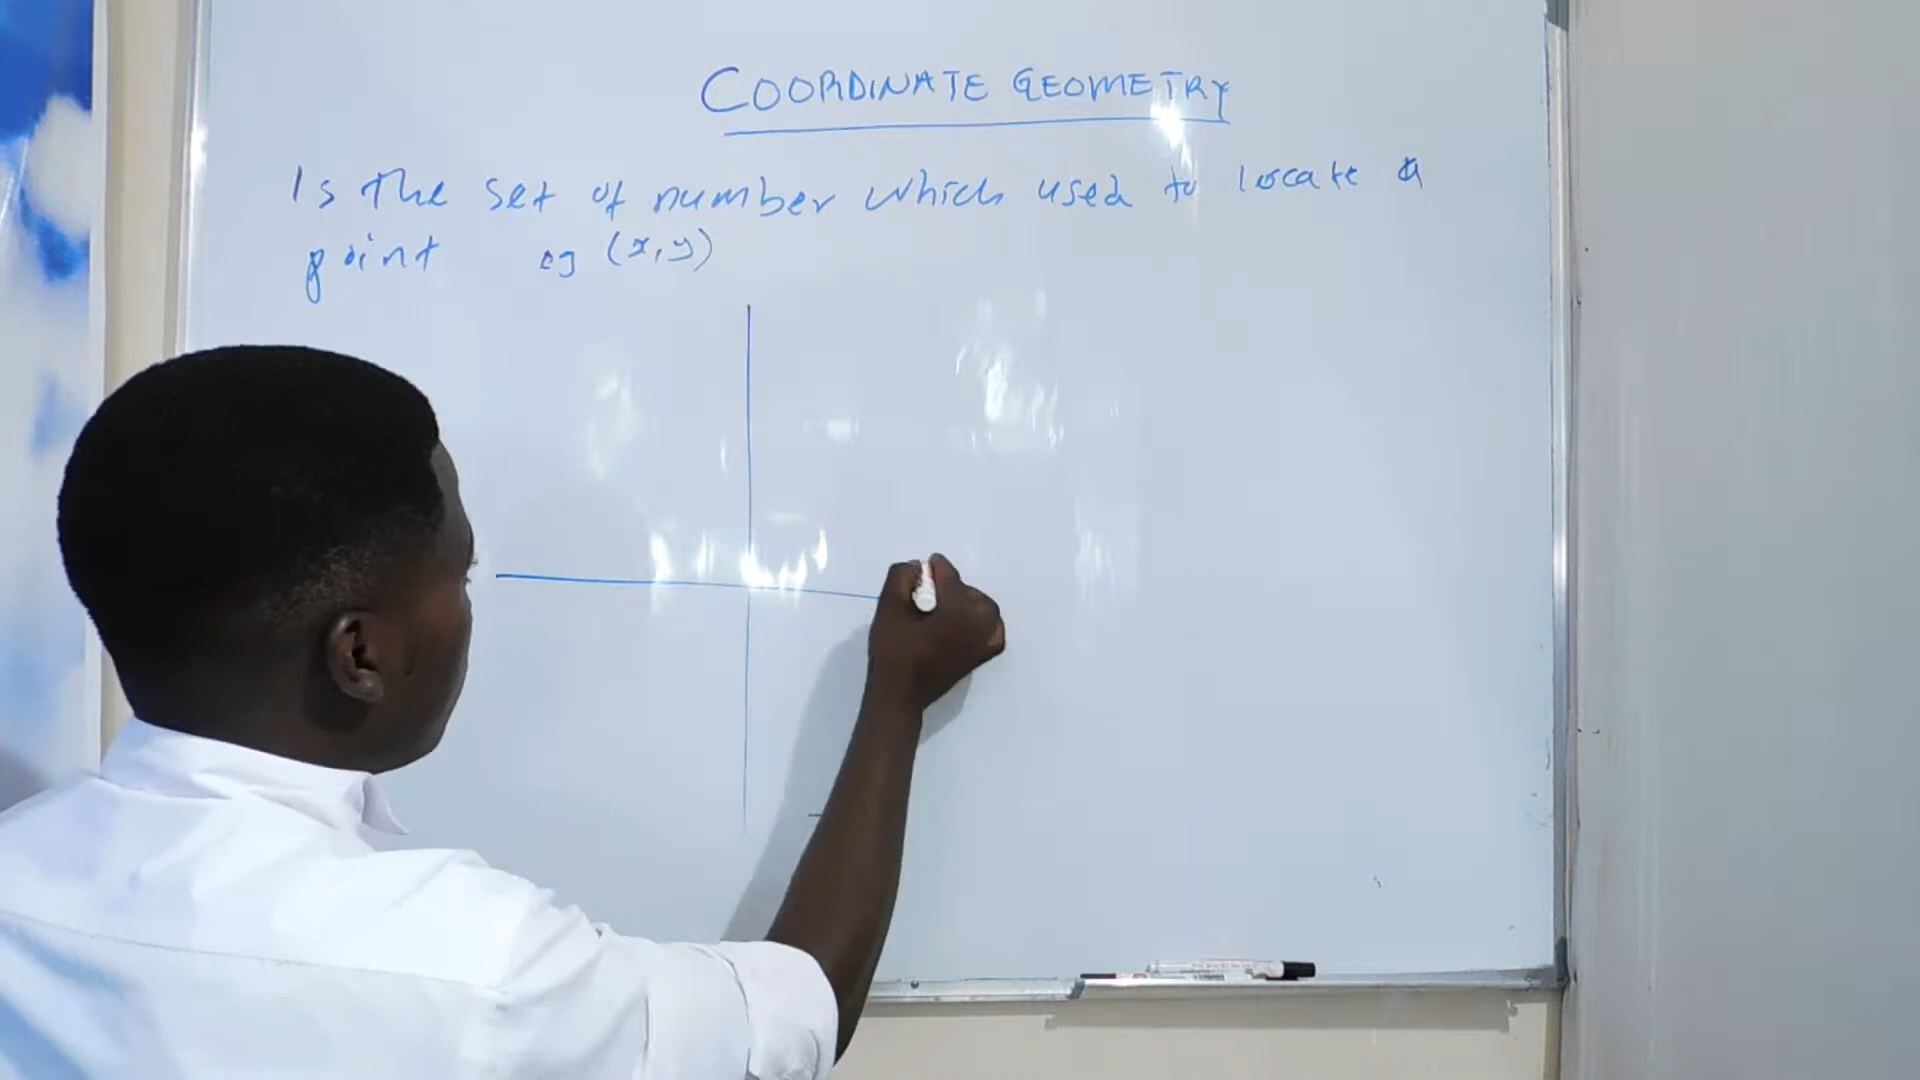 COORDINATE GEOMETRY
Is the set of number which used to locate a
point eg (x,y)